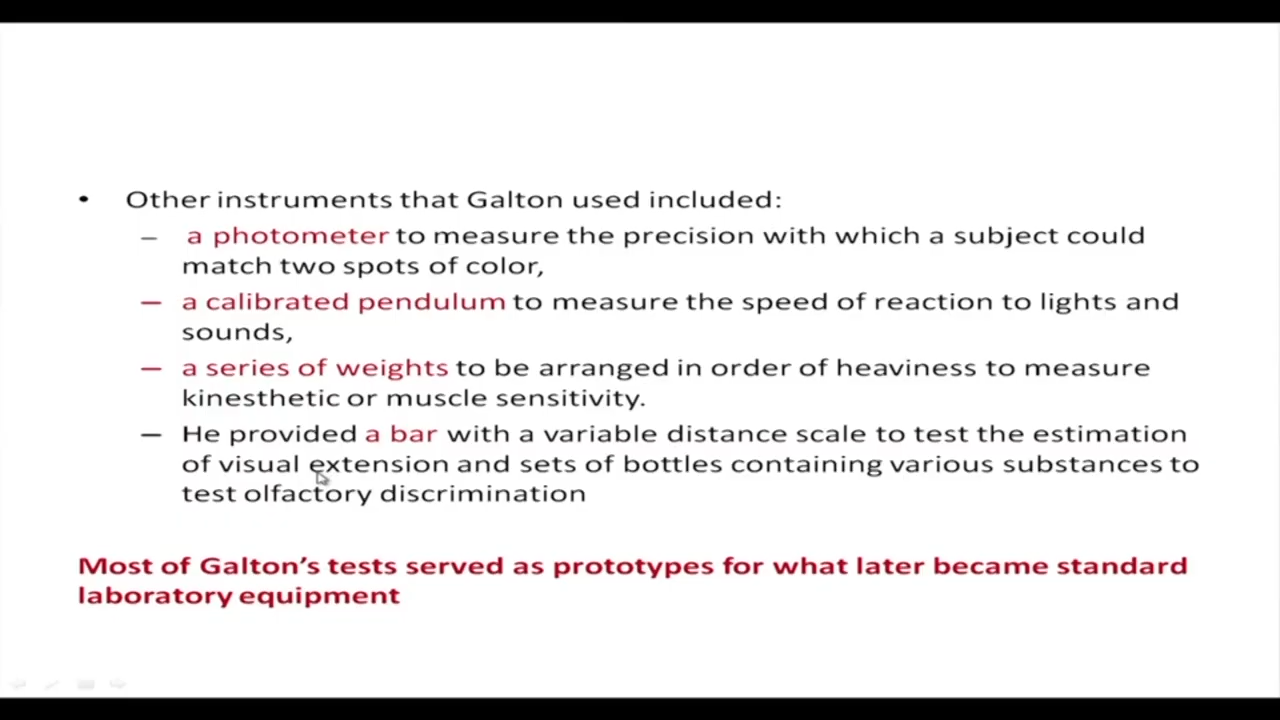 • Other instruments that Galton used included:
– a photometer to measure the precision with which a subject could
match two spots of color,
– a calibrated pendulum to measure the speed of reaction to lights and
sounds,
– a series of weights to be arranged in order of heaviness to measure
kinesthetic or muscle sensitivity.
– He provided a bar with a variable distance scale to test the estimation
of visual extension and sets of bottles containing various substances to
test olfactory discrimination
Most of Galton’s tests served as prototypes for what later became standard
laboratory equipment